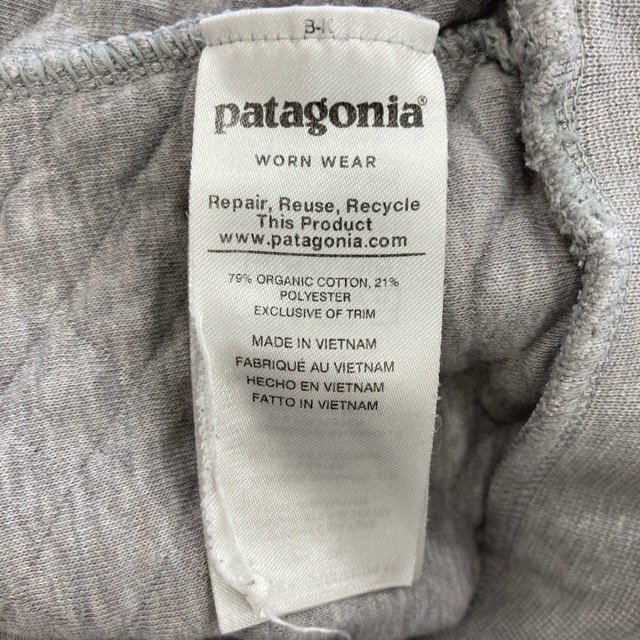 patagonia®
WORN WEAR
Repair, Reuse, Recycle
This Product
www.patagonia.com
79% ORGANIC COTTON, 21%
POLYESTER
EXCLUSIVE OF TRIM
MADE IN VIETNAM
FABRIQUÉ AU VIETNAM
HECHO EN VIETNAM
FATTO IN VIETNAM